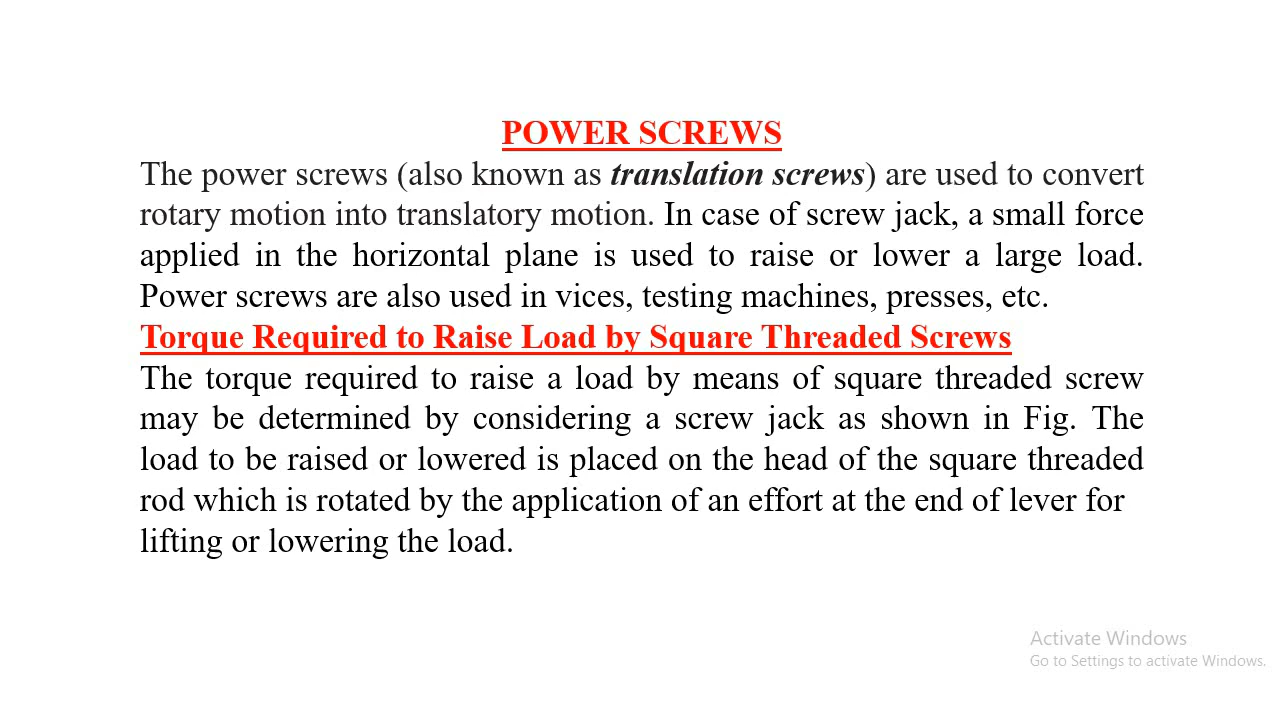 POWER SCREWS
The power screws (also known as translation screws) are used to convert
rotary motion into translatory motion. In case of screw jack, a small force
applied in the horizontal plane is used to raise or lower a large load.
Power screws are also used in vices, testing machines, presses, etc.
Torque Required to Raise Load by Square Threaded Screws
The torque required to raise a load by means of square threaded screw
may be determined by considering a screw jack as shown in Fig. The
load to be raised or lowered is placed on the head of the square threaded
rod which is rotated by the application of an effort at the end of lever for
lifting or lowering the load.
Activate Windows
Go to Settings to activate Windows.